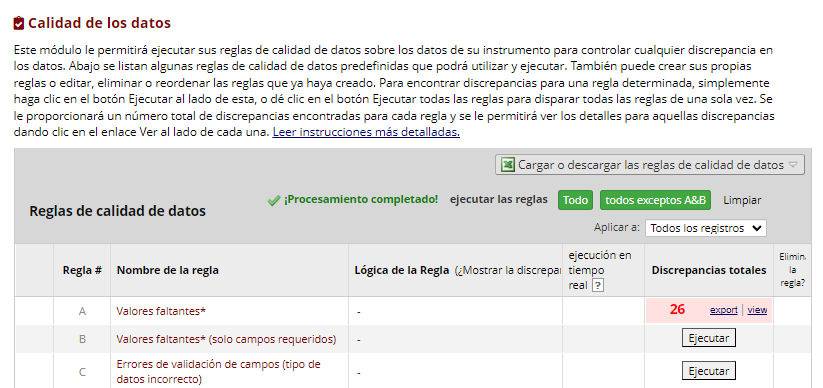 Calidad de los datos
Este módulo le permitirá ejecutar sus reglas de calidad de datos sobre los datos de su instrumento para controlar cualquier discrepancia en
los datos. Abajo se listan algunas reglas de calidad de datos predefinidas que podrá utilizar y ejecutar. También puede crear sus propias
reglas o editar, eliminar o reordenar las reglas que ya haya creado. Para encontrar discrepancias para una regla determinada, simplemente
haga clic en el botón Ejecutar al lado de esta, o dé clic en el botón Ejecutar todas las reglas para disparar todas las reglas de una sola vez. Se
le proporcionará un número total de discrepancias encontradas para cada regla y se le permitirá ver los detalles para aquellas discrepancias
dando clic en el enlace Ver al lado de cada una. Leer instrucciones más detalladas.
Cargar o descargar las reglas de calidad de datos
Reglas de calidad de datos
¡Procesamiento completado! ejecutar las reglas Todo todos exceptos A&B Limpiar
Aplicar a: Todos los registros
Regla # Nombre de la regla Lógica de la Regla (¿Mostrar la discrepa
ejecución en
tiempo
real ?
Discrepancias totales
Elimin.
la
regla?
A Valores faltantes* - 26 export | view
B Valores faltantes* (solo campos requeridos) - Ejecutar
C Errores de validación de campos (tipo de
datos incorrecto) - Ejecutar